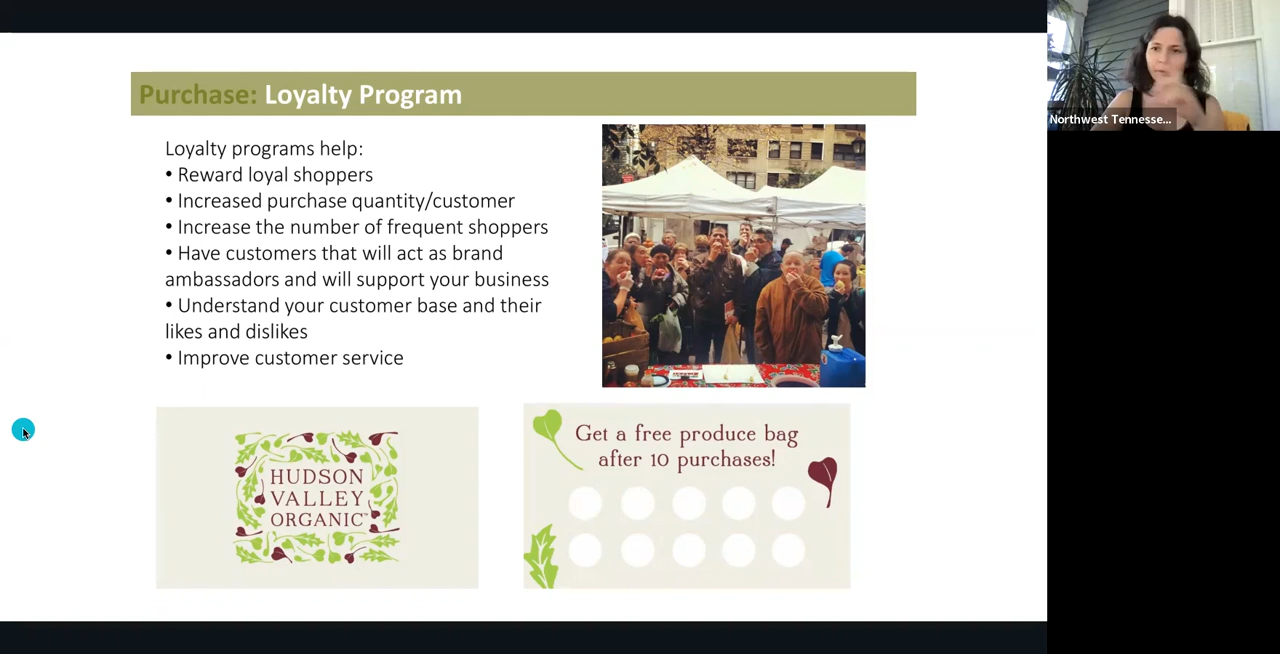 Purchase: Loyalty Program
Loyalty programs help:
• Reward loyal shoppers
• Increased purchase quantity/customer
• Increase the number of frequent shoppers
• Have customers that will act as brand
ambassadors and will support your business
• Understand your customer base and their
likes and dislikes
• Improve customer service
HUDSON
VALLEY
ORGANIC™
Get a free produce bag
after 10 purchases!
Northwest Tennesse...